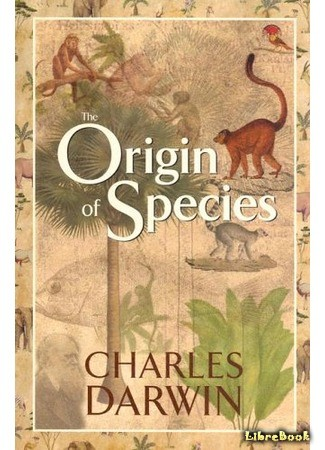 The
Origin
of Species
CHARLES
DARWIN
LibreBook